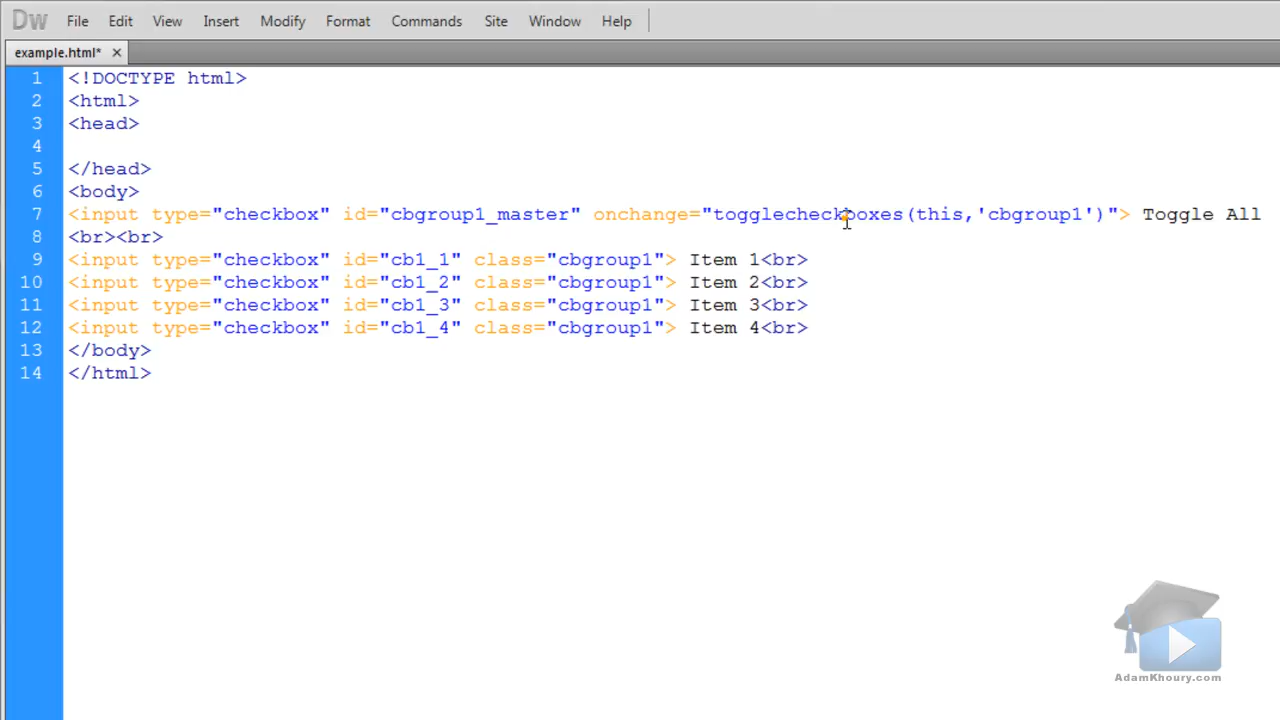 Dw File Edit View Insert Modify Format Commands Site Window Help
example.html* ×
1 <!DOCTYPE html>
2 <html>
3 <head>
4
5 </head>
6 <body>
7 <input type="checkbox" id="cbgroup1_master" onchange="togglecheckboxes(this,'cbgroup1')"> Toggle All
8 <br><br>
9 <input type="checkbox" id="cb1_1" class="cbgroup1"> Item 1<br>
10 <input type="checkbox" id="cb1_2" class="cbgroup1"> Item 2<br>
11 <input type="checkbox" id="cb1_3" class="cbgroup1"> Item 3<br>
12 <input type="checkbox" id="cb1_4" class="cbgroup1"> Item 4<br>
13 </body>
14 </html>
AdamKhoury.com